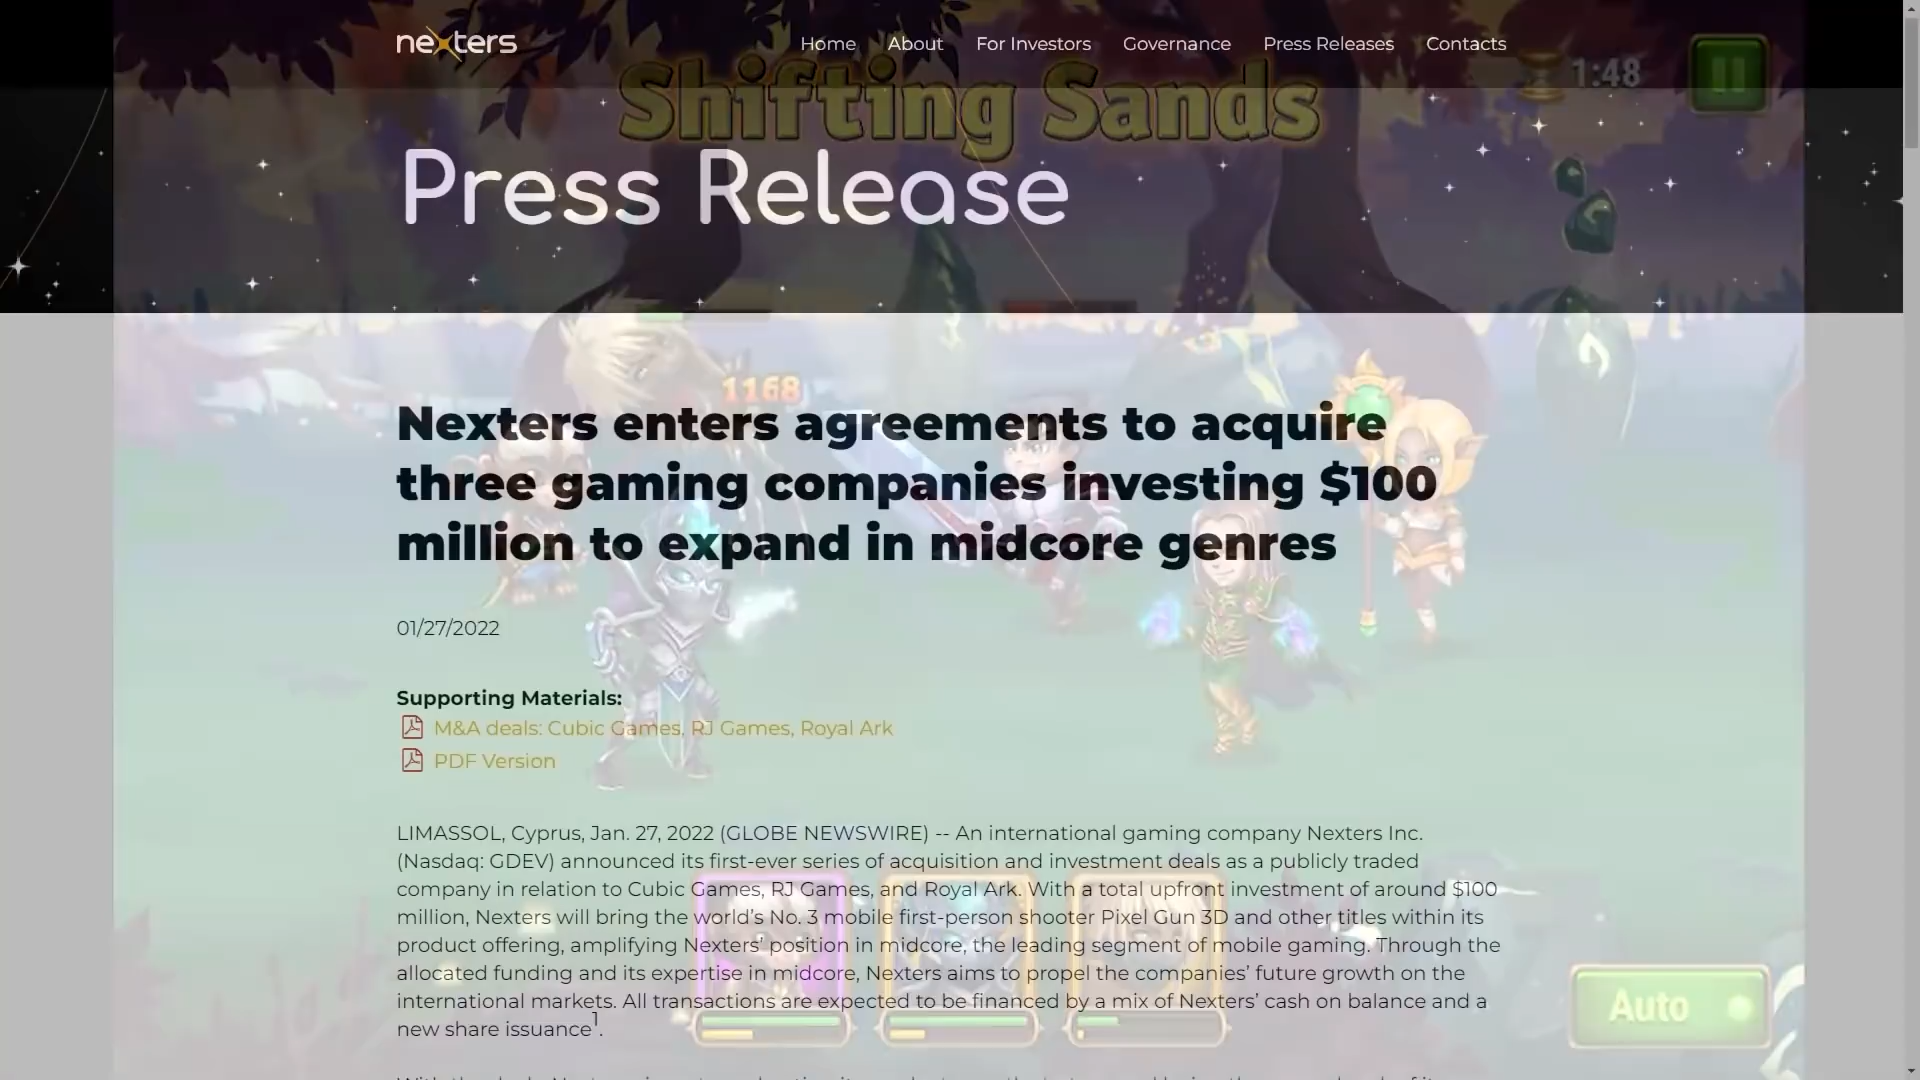 nexters
Home About For Investors Governance Press Releases Contacts
Shifting Sands
1:48
Press Release
1168
Nexters enters agreements to acquire
three gaming companies investing $100
million to expand in midcore genres
01/27/2022
Supporting Materials:
M&A deals: Cubic Games, RJ Games, Royal Ark
PDF Version
LIMASSOL, Cyprus, Jan. 27, 2022 (GLOBE NEWSWIRE) -- An international gaming company Nexters Inc.
(Nasdaq: GDEV) announced its first-ever series of acquisition and investment deals as a publicly traded
company in relation to Cubic Games, RJ Games, and Royal Ark. With a total upfront investment of around $100
million, Nexters will bring the world’s No. 3 mobile first-person shooter Pixel Gun 3D and other titles within its
product offering, amplifying Nexters’ position in midcore, the leading segment of mobile gaming. Through the
allocated funding and its expertise in midcore, Nexters aims to propel the companies’ future growth on the
international markets. All transactions are expected to be financed by a mix of Nexters’ cash on balance and a
new share issuance1.
Auto